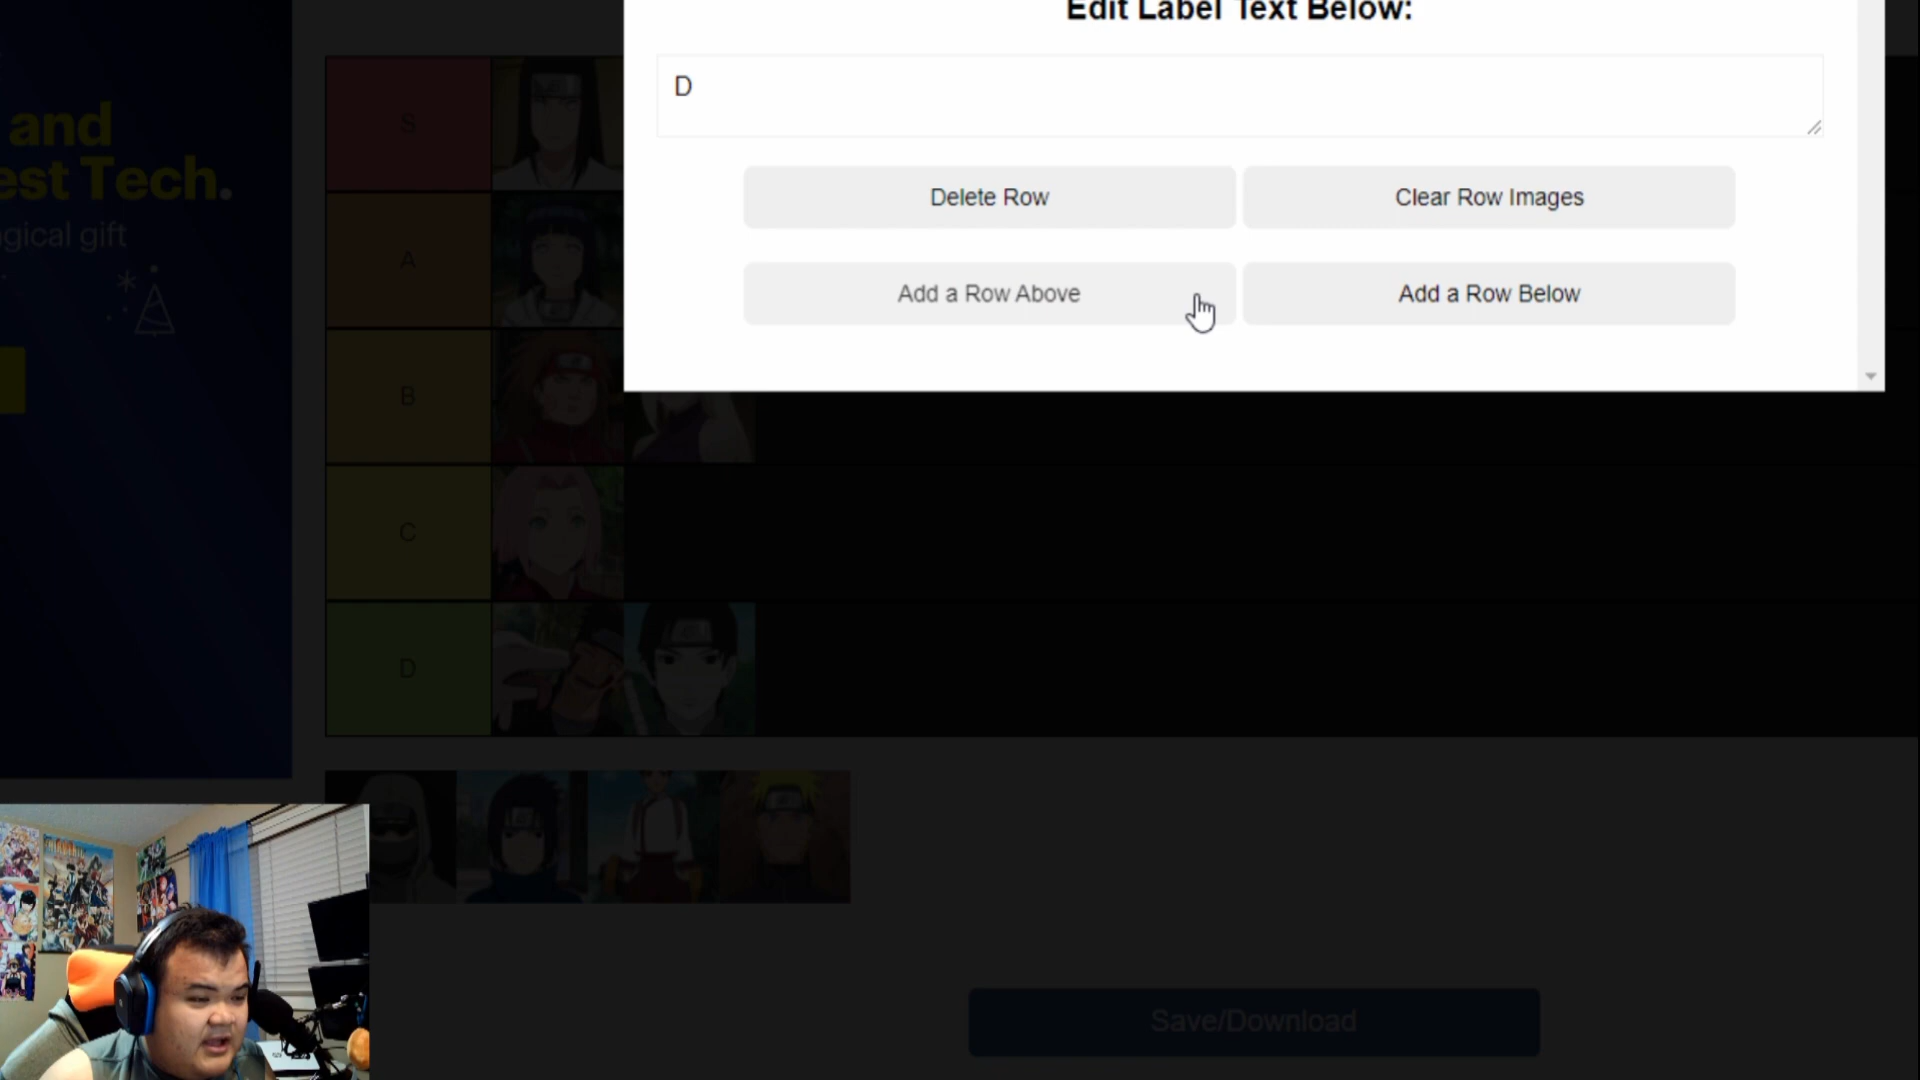 Edit Label Text Below:
D
Delete Row
Clear Row Images
Add a Row Above
Add a Row Below
and
est Tech.
gical gift
S
A
B
C
D
Save/Download